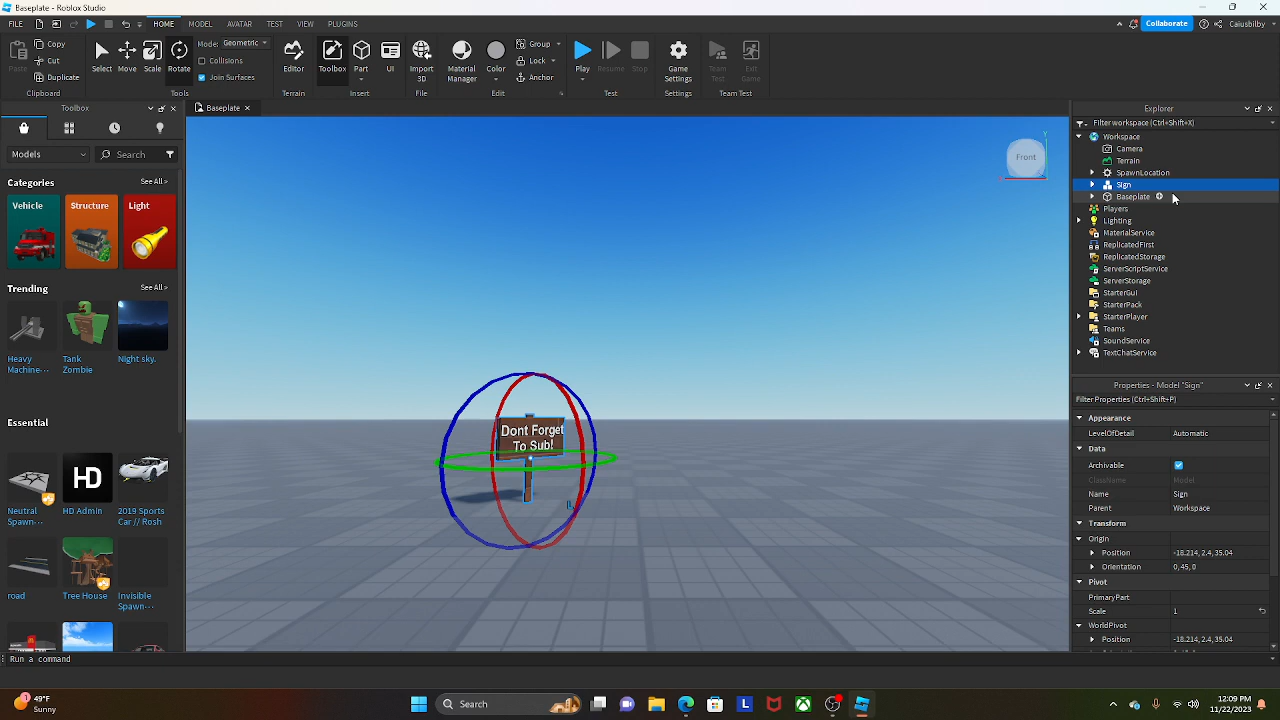 Baseplate - Roblox Studio
FILE HOME MODEL AVATAR TEST VIEW PLUGINS Collaborate Caiusblby
Paste Copy Cut Duplicate Select Move Scale Rotate Mode: Geometric Collisions Join Surfaces Editor Toolbox Part UI Import 3D Material Manager Color Group Lock Anchor Play Resume Stop Game Settings Team Test Exit Game
Clipboard Tools Terrain Insert File Edit Test Settings Team Test
Toolbox
Models Search
Categories See All >
Vehicle Structure Light
Trending See All >
Heavy Machine··· Tank Zombie Night sky.
Essential See All >
Neutral Spawn··· HD Admin 2019 Sports Car // Rosh
road Tree House Invisible Spawn···
Baseplate
Front
Y
Dont Forget
To Sub!
Explorer
Filter workspace (Ctrl+Shift+X)
Workspace
Camera
Terrain
SpawnLocation
Sign
Baseplate
Players
Lighting
MaterialService
ReplicatedFirst
ReplicatedStorage
ServerScriptService
ServerStorage
StarterGui
StarterPack
StarterPlayer
Teams
SoundService
TextChatService
Properties - Model "Sign"
Filter Properties (Ctrl+Shift+P)
Appearance
LevelOfDetail Automatic
Data
Archivable
ClassName Model
Name Sign
Parent Workspace
Transform
Origin
Position -18.214, 2.4, 35.04
Orientation 0, 45, 0
Pivot
PrimaryPart
Scale 1
WorldPivot
Position -18.214, 2.4, 35.04
Run a command
49°F
Sunny
Search
12:09 PM
11/22/2023